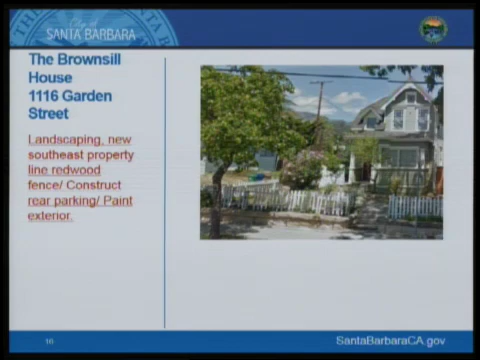 City of
SANTA BARBARA
The Brownsill
House
1116 Garden
Street
Landscaping, new
southeast property
line redwood
fence/ Construct
rear parking/ Paint
exterior.
16
SantaBarbaraCA.gov